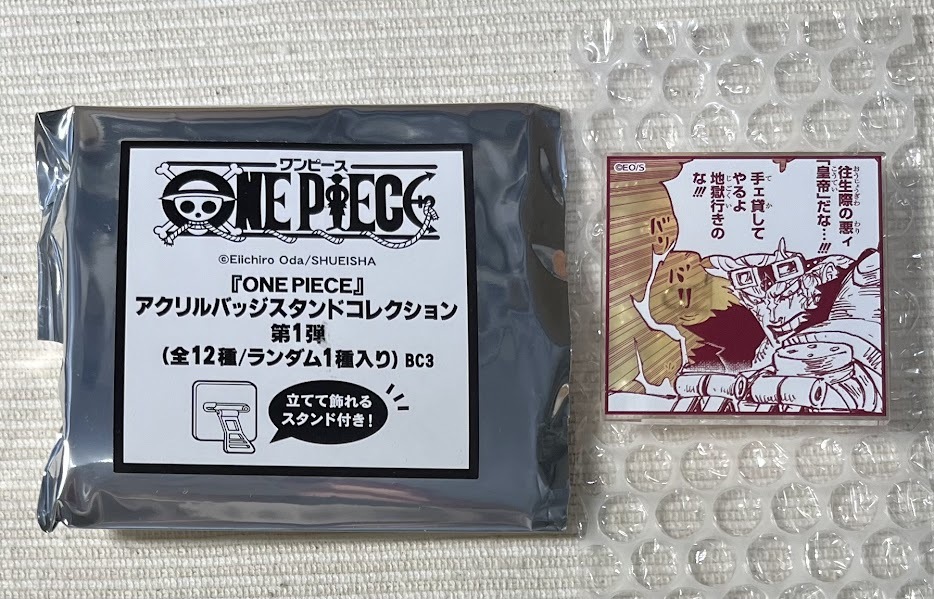 ワンピース
ONE PIECE
©Eiichiro Oda/SHUEISHA
『ONE PIECE』
アクリルバッジスタンドコレクション
第1弾
(全12種/ランダム1種入り) BC3
立てて飾れる
スタンド付き!
©EO/S
往生際の悪ィ
「皇帝」だな…!!!
手ェ貸して
やるよ
地獄行きの
な!!!
バリ
バリ